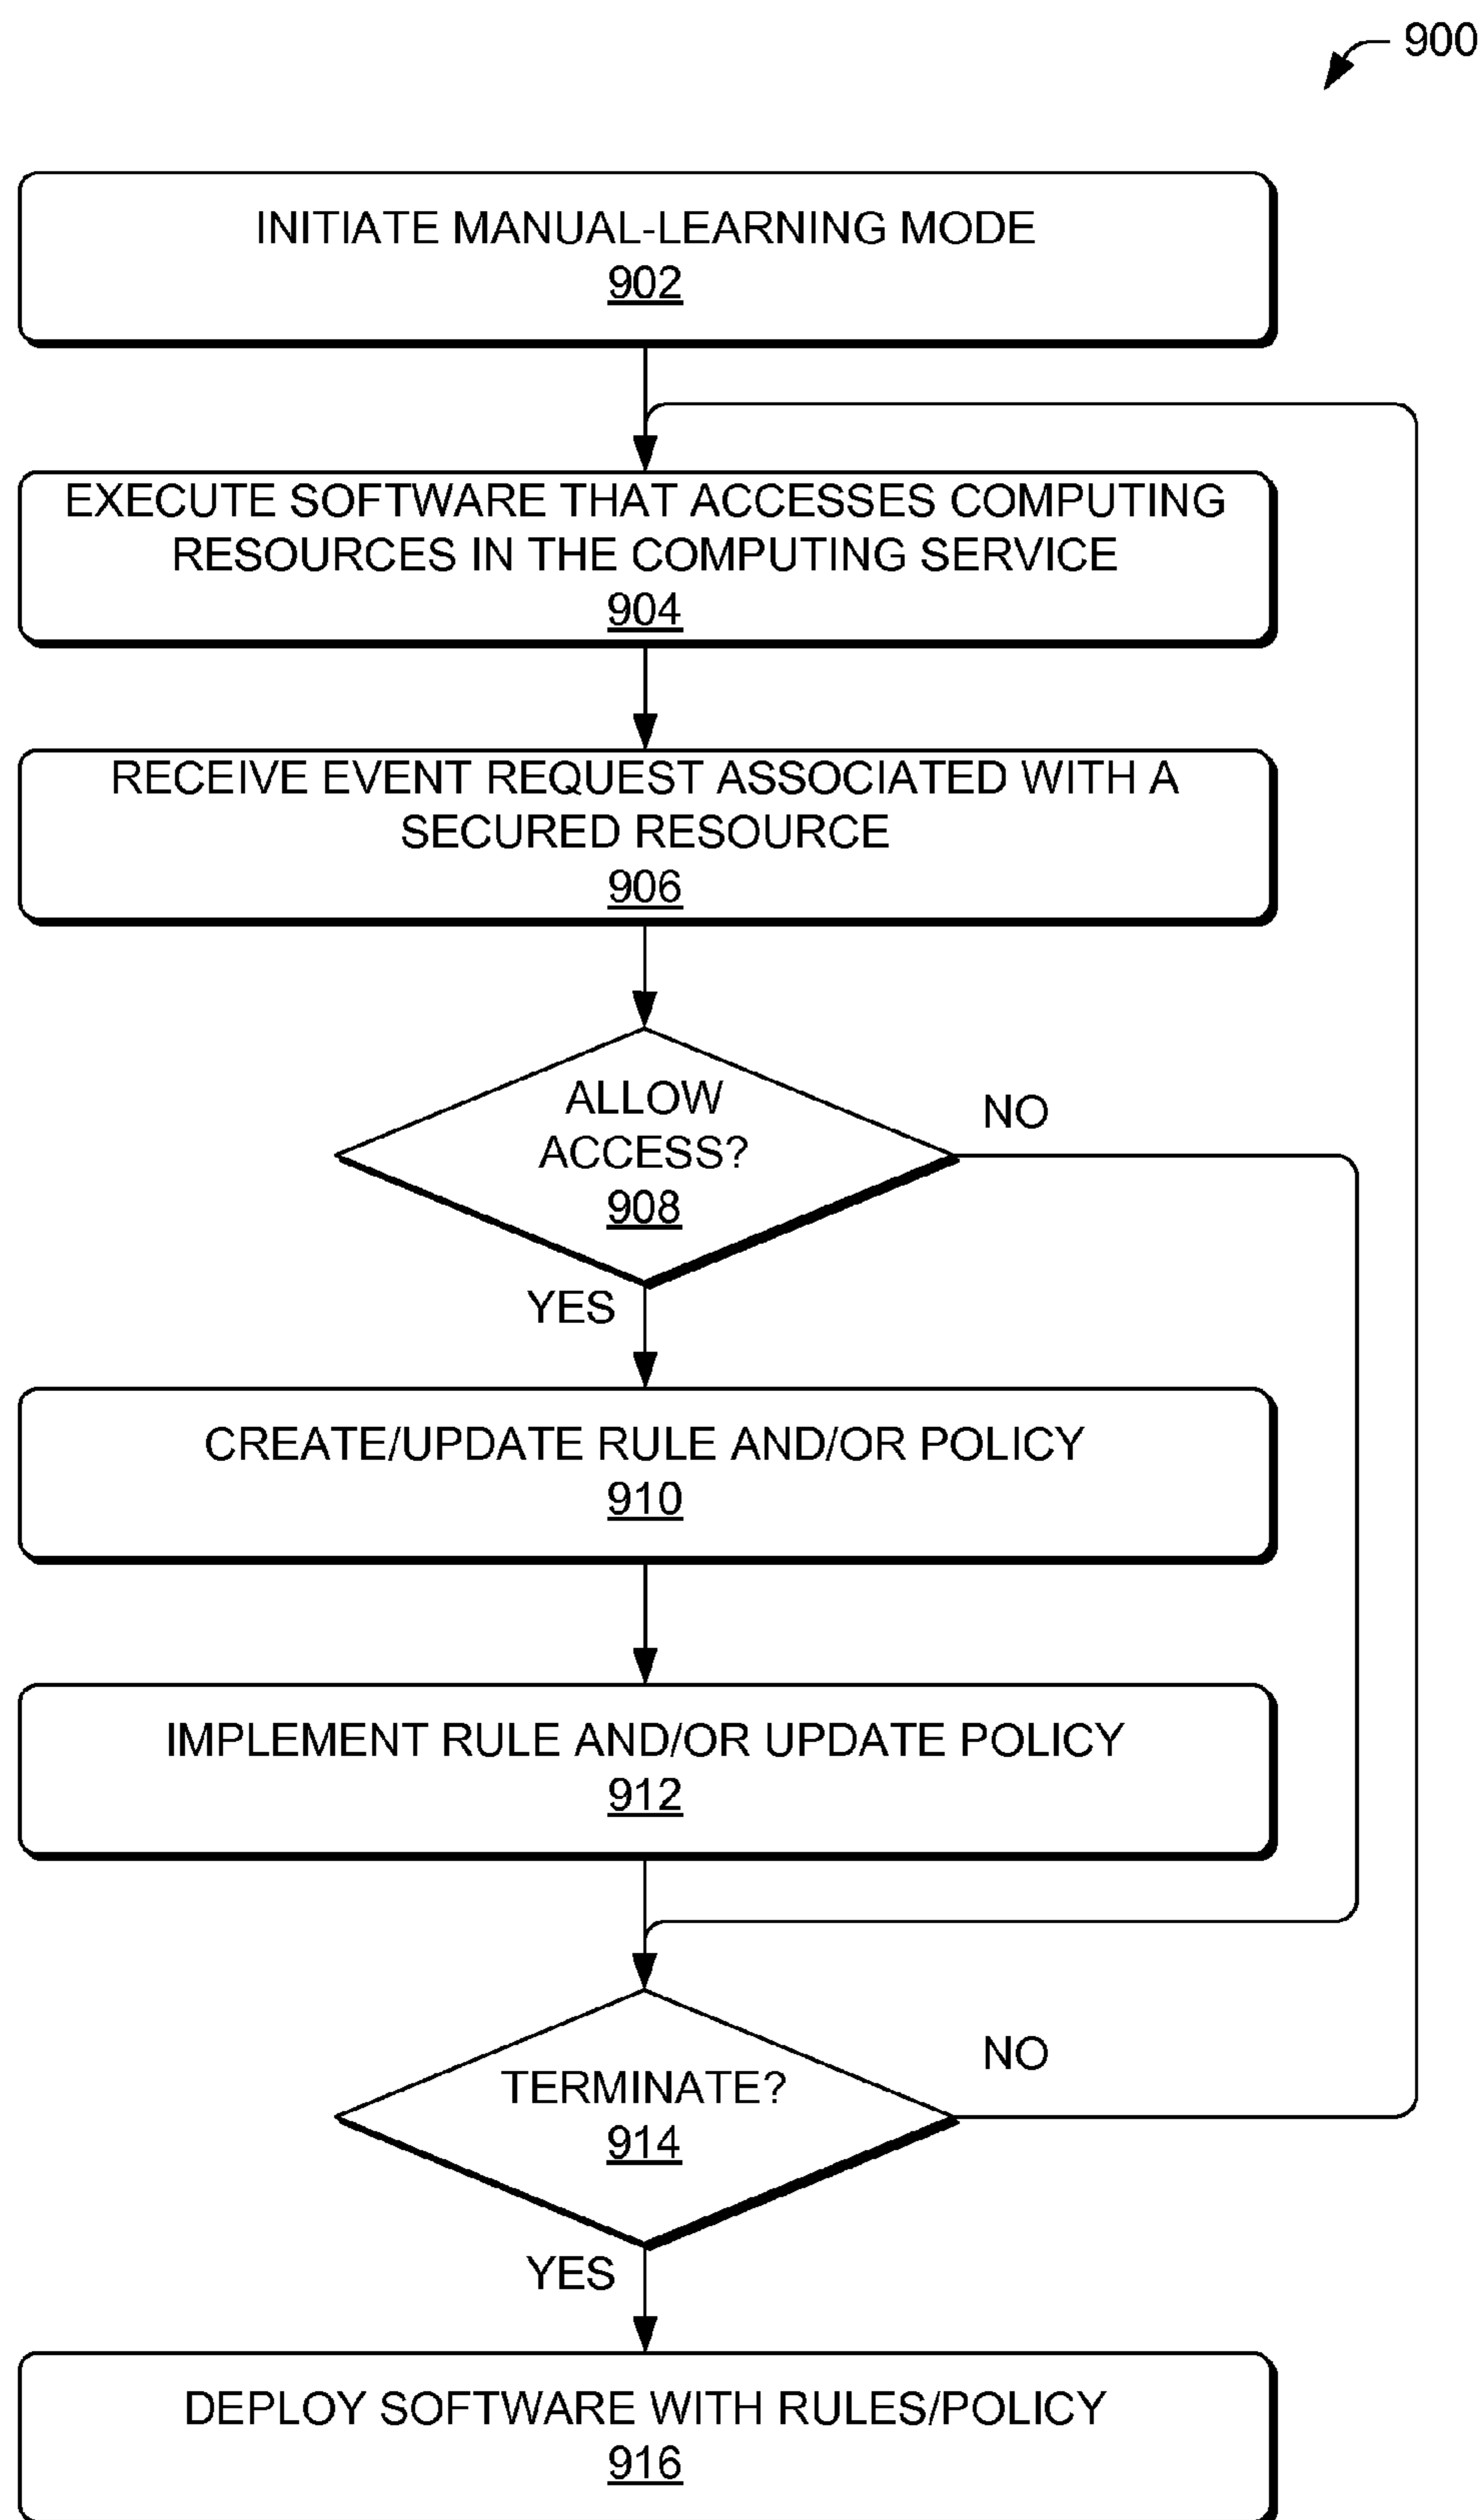 900
INITIATE MANUAL-LEARNING MODE
902
EXECUTE SOFTWARE THAT ACCESSES COMPUTING
RESOURCES IN THE COMPUTING SERVICE
904
RECEIVE EVENT REQUEST ASSOCIATED WITH A
SECURED RESOURCE
906
ALLOW
ACCESS?
908
NO
YES
CREATE/UPDATE RULE AND/OR POLICY
910
IMPLEMENT RULE AND/OR UPDATE POLICY
912
TERMINATE?
914
NO
YES
DEPLOY SOFTWARE WITH RULES/POLICY
916